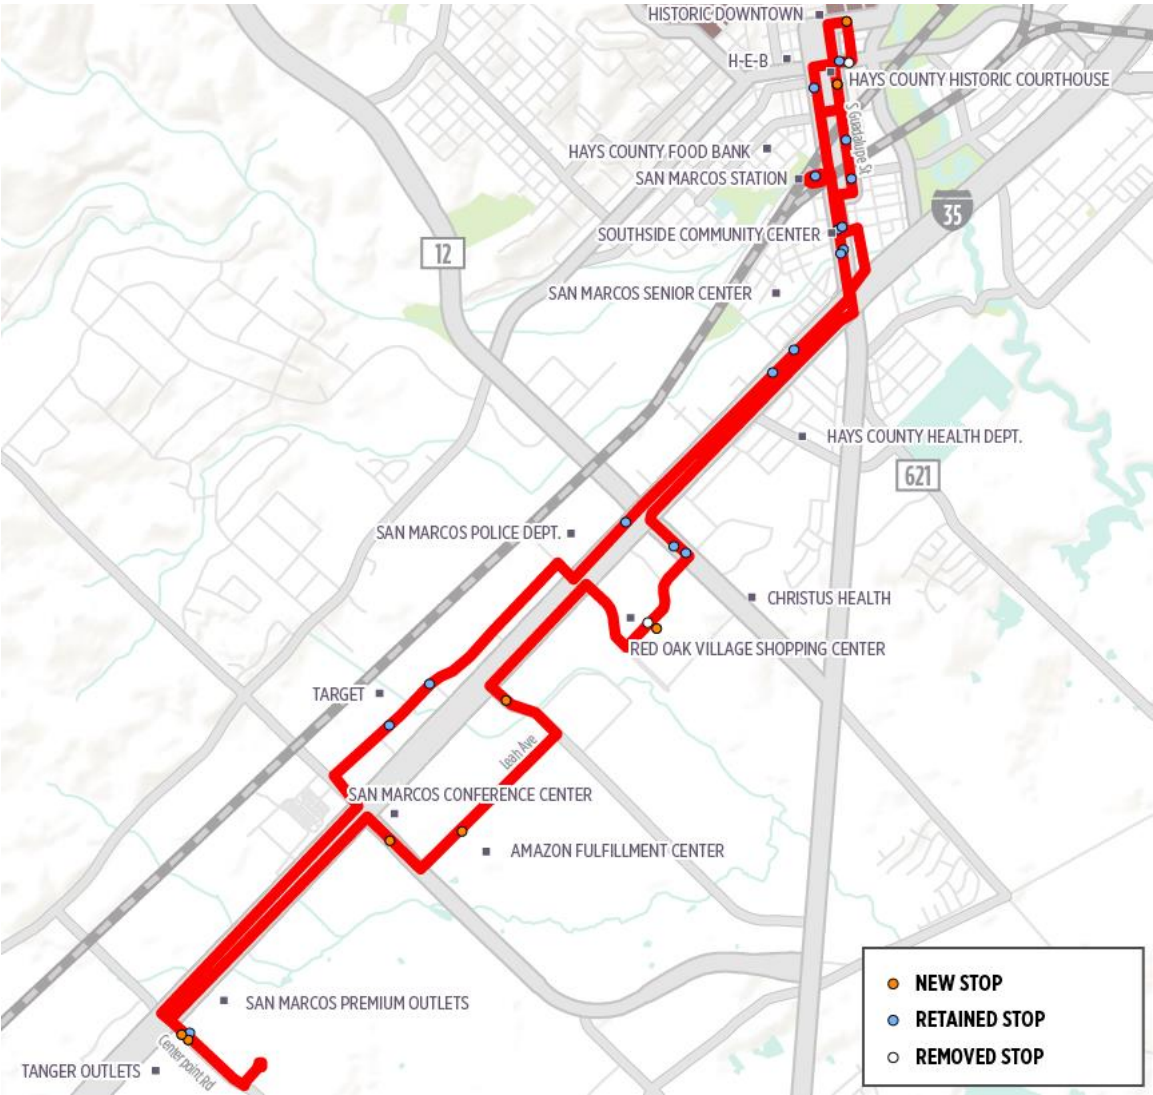 HISTORIC DOWNTOWN
H-E-B
HAYS COUNTY HISTORIC COURTHOUSE
S Guadalupe St
HAYS COUNTY FOOD BANK
SAN MARCOS STATION
35
SOUTHSIDE COMMUNITY CENTER
12
SAN MARCOS SENIOR CENTER
HAYS COUNTY HEALTH DEPT.
621
SAN MARCOS POLICE DEPT.
CHRISTUS HEALTH
RED OAK VILLAGE SHOPPING CENTER
TARGET
Leah Ave
SAN MARCOS CONFERENCE CENTER
AMAZON FULFILLMENT CENTER
SAN MARCOS PREMIUM OUTLETS
Center point Rd
TANGER OUTLETS
NEW STOP
RETAINED STOP
REMOVED STOP